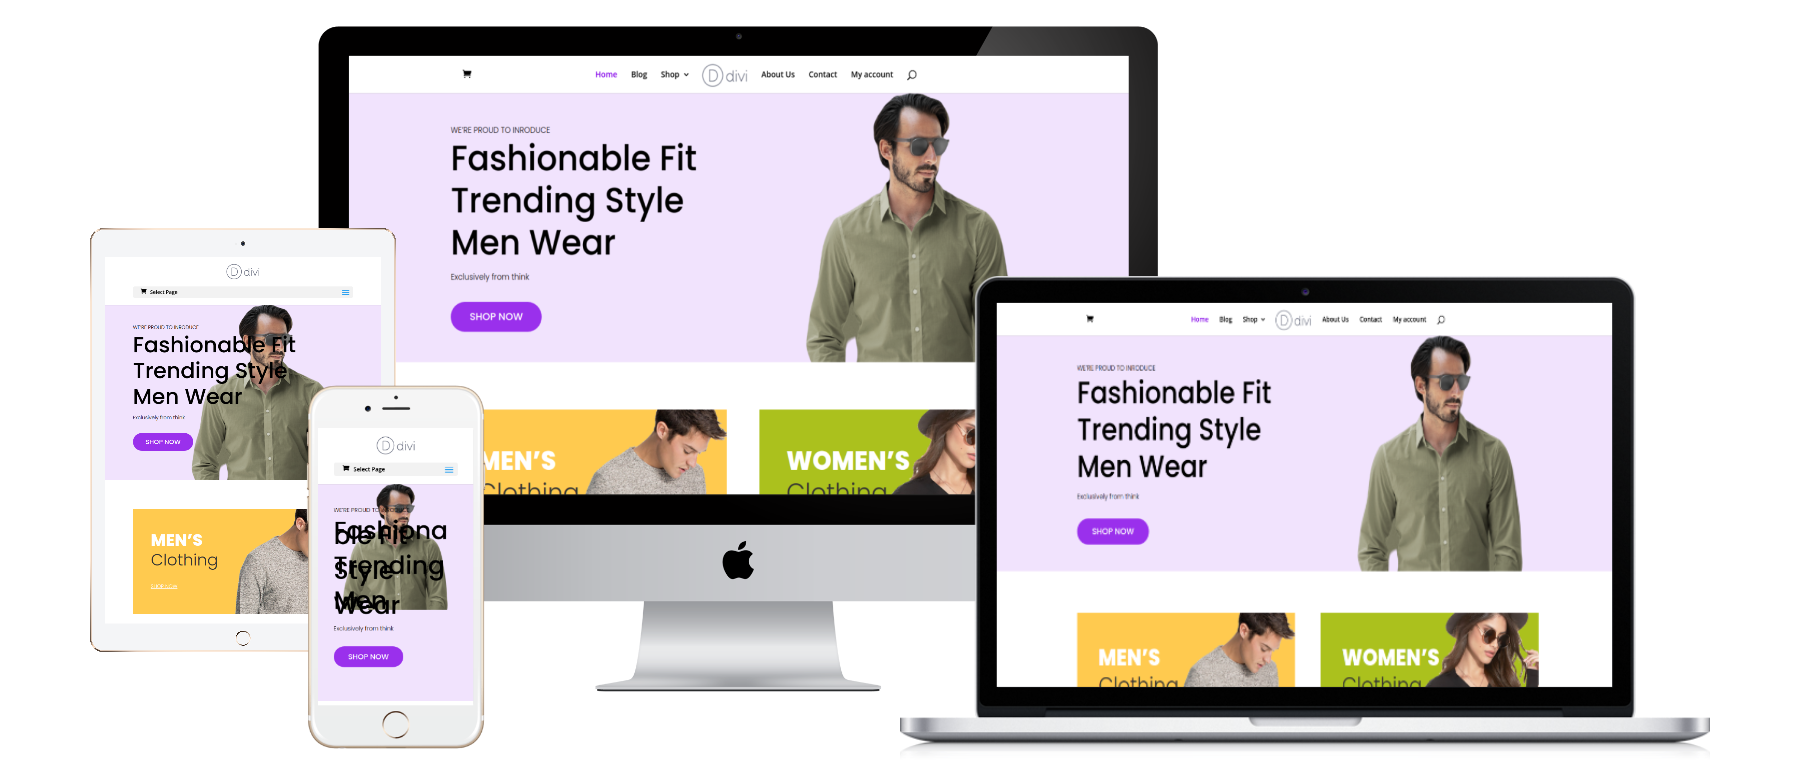 Home Blog Shop divi About Us Contact My account
WE'RE PROUD TO INRODUCE
Fashionable Fit
Trending Style
Men Wear
Exclusively from think
SHOP NOW
MEN'S
Clothing
WOMEN'S
Clothing
divi
Select Page
WE'RE PROUD TO INRODUCE
Fashionable Fit
Trending Style
Men Wear
Exclusively from think
SHOP NOW
MEN'S
Clothing
SHOP NOW
divi
Select Page
WE'RE PROUD TO INRODUCE
Fashiona
ble Fit
Trending
Style
Men
Wear
Exclusively from think
SHOP NOW
Home Blog Shop divi About Us Contact My account
WE'RE PROUD TO INRODUCE
Fashionable Fit
Trending Style
Men Wear
Exclusively from think
SHOP NOW
MEN'S
Clothing
WOMEN'S
Clothing